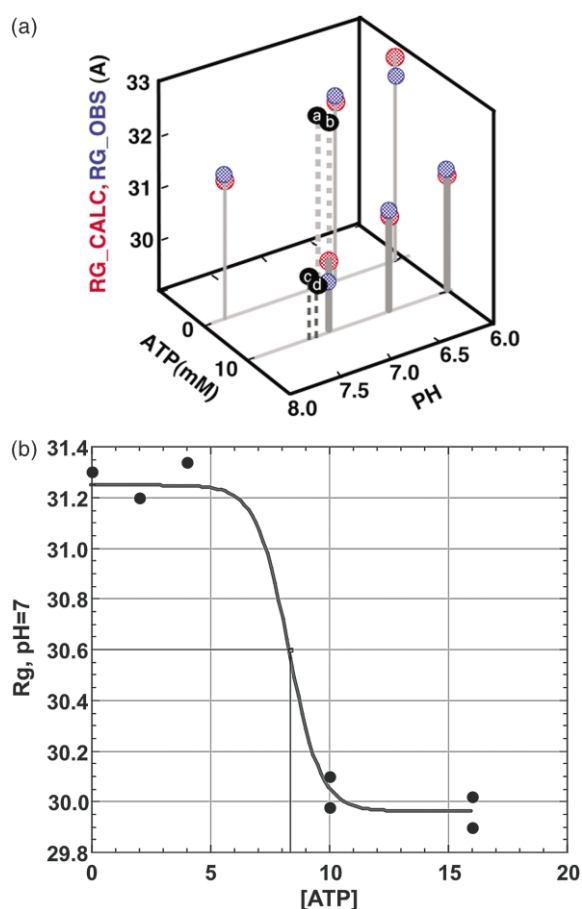 (a)
33
32
31
30
RG_CALC, RG_OBS (A)
a
b
c
d
0
10
ATP(mM)
8.0
7.5
7.0
6.5
6.0
PH
(b)
31.4
31.2
31.0
30.8
30.6
30.4
30.2
30.0
29.8
Rg, pH=7
0
5
10
15
20
[ATP]